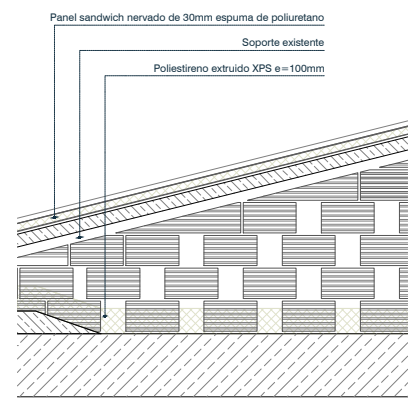 Panel sandwich nervado de 30mm espuma de poliuretano
Soporte existente
Poliestireno extruido XPS e=100mm